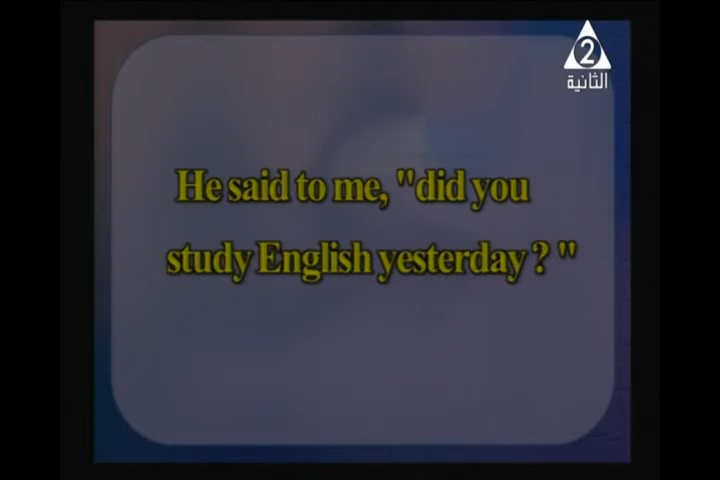 2
الثانية
He said to me, "did you
study English yesterday ? "